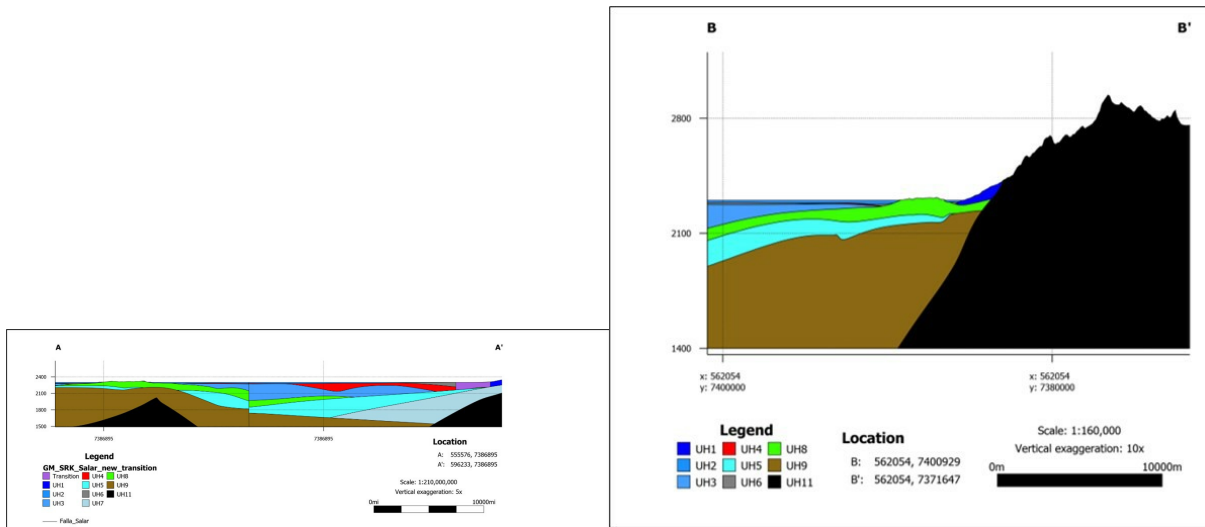 A
A'
2400
2100
1800
1500
7386895
7386895
Legend
GM_SRK_Salar_new_transition
Transition
UH4
UH8
UH1
UH5
UH9
UH2
UH6
UH11
UH3
UH7
Falla_Salar
Location
A: 555576, 7386895
A': 596233, 7386895
Scale: 1:210,000,000
Vertical exaggeration: 5x
0mi
10000mi
B
B'
2800
2100
1400
x: 562054
y: 7400000
x: 562054
y: 7380000
Legend
UH1
UH4
UH8
UH2
UH5
UH9
UH3
UH6
UH11
Location
B: 562054, 7400929
B': 562054, 7371647
Scale: 1:160,000
Vertical exaggeration: 10x
0m
10000m